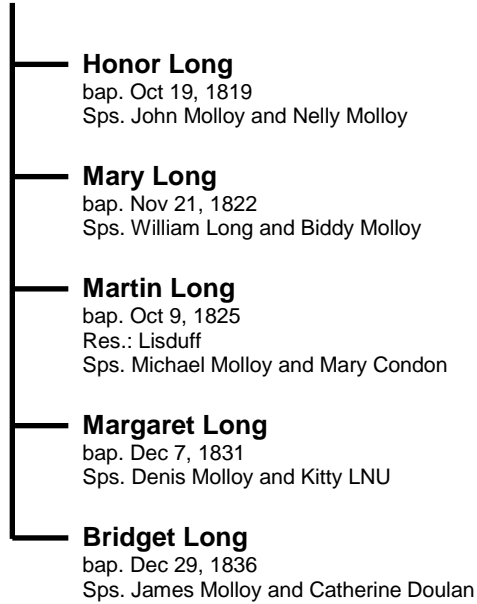 Honor Long
bap. Oct 19, 1819
Sps. John Molloy and Nelly Molloy
Mary Long
bap. Nov 21, 1822
Sps. William Long and Biddy Molloy
Martin Long
bap. Oct 9, 1825
Res.: Lisduff
Sps. Michael Molloy and Mary Condon
Margaret Long
bap. Dec 7, 1831
Sps. Denis Molloy and Kitty LNU
Bridget Long
bap. Dec 29, 1836
Sps. James Molloy and Catherine Doulan